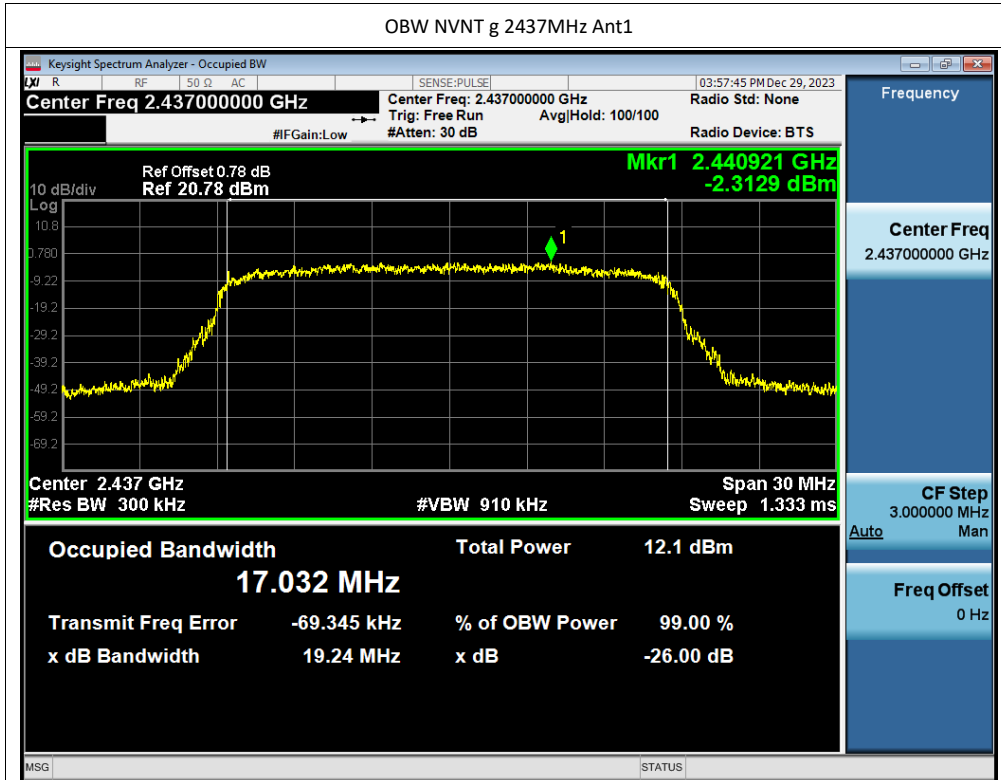 OBW NVNT g 2437MHz Ant1
Keysight Spectrum Analyzer - Occupied BW
LXI R RF 50 Ω AC SENSE:PULSE 03:57:45 PM Dec 29, 2023
Center Freq 2.437000000 GHz
Center Freq: 2.437000000 GHz Radio Std: None
Trig: Free Run Avg|Hold: 100/100
#IFGain:Low #Atten: 30 dB Radio Device: BTS
Mkr1 2.440921 GHz
-2.3129 dBm
Ref Offset 0.78 dB
10 dB/div Ref 20.78 dBm
Log
10.8
0.780
-9.22
-19.2
-29.2
-39.2
-49.2
-59.2
-69.2
1
Center 2.437 GHz Span 30 MHz
#Res BW 300 kHz #VBW 910 kHz Sweep 1.333 ms
Occupied Bandwidth Total Power 12.1 dBm
17.032 MHz
Transmit Freq Error -69.345 kHz % of OBW Power 99.00 %
x dB Bandwidth 19.24 MHz x dB -26.00 dB
Frequency
Center Freq
2.437000000 GHz
CF Step
3.000000 MHz
Auto Man
Freq Offset
0 Hz
MSG STATUS